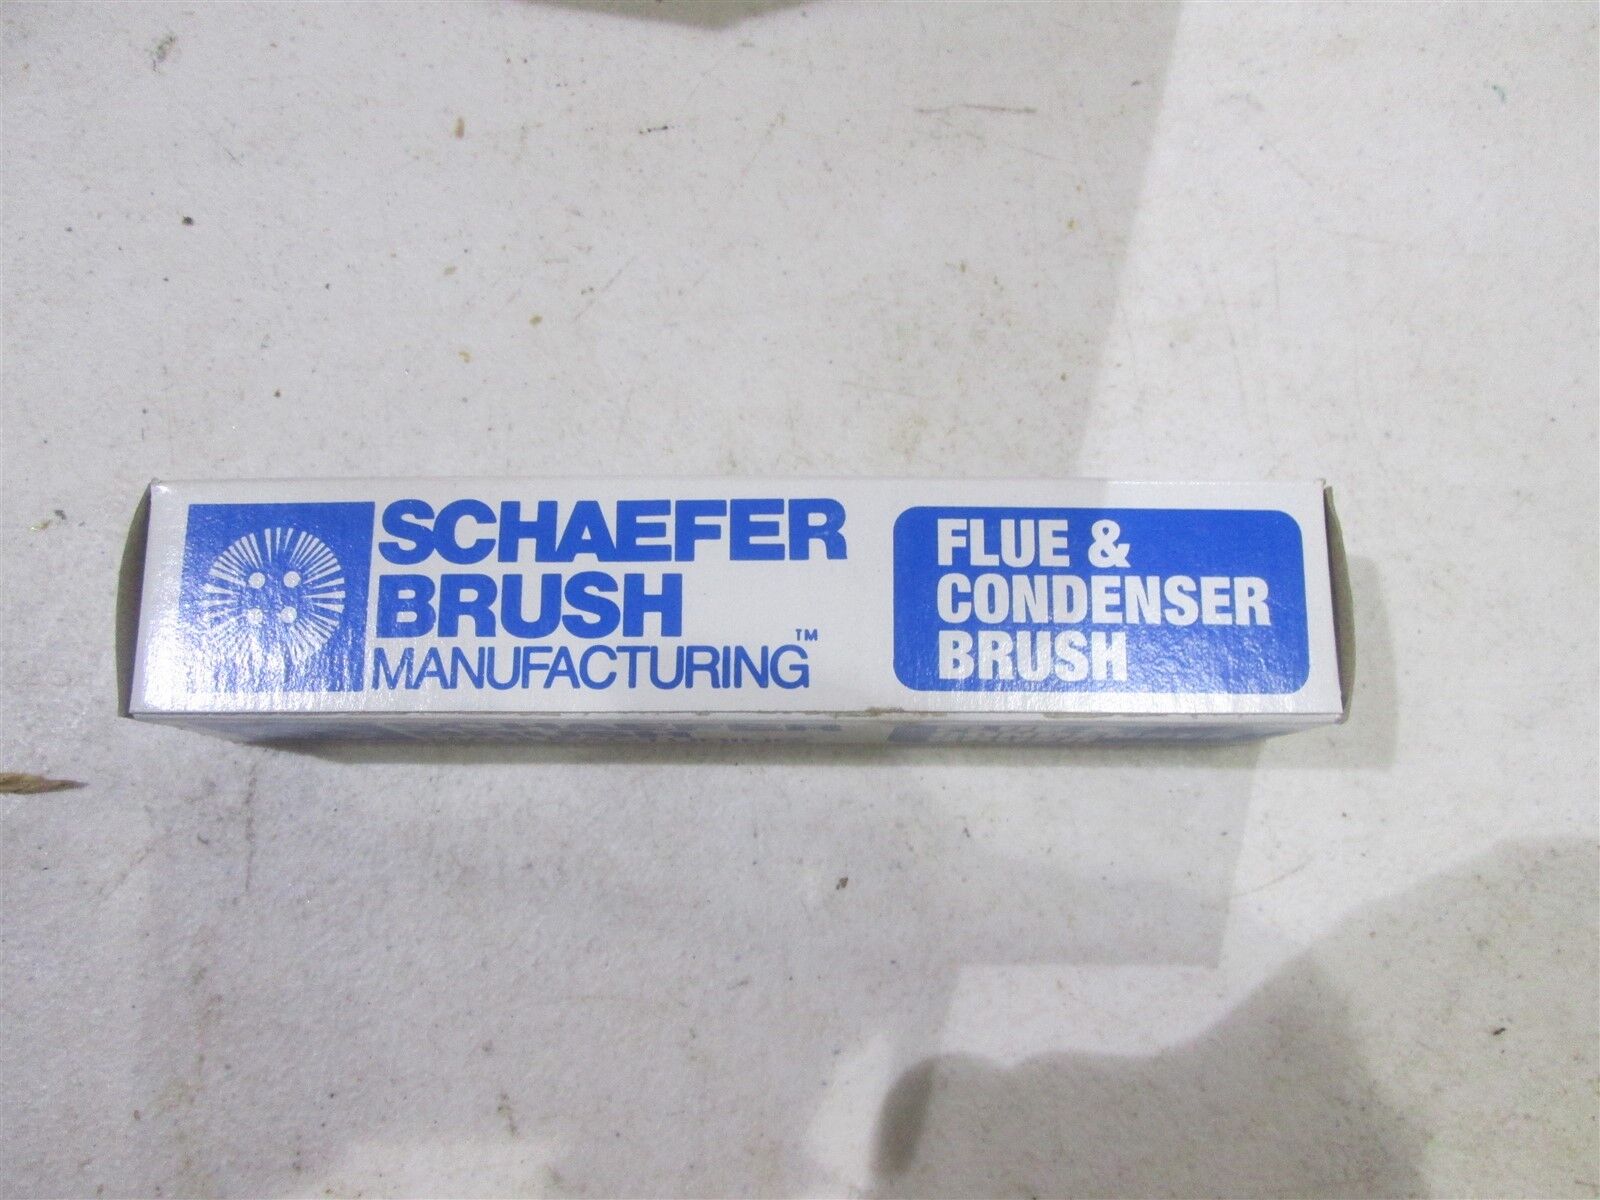 SCHAEFER
BRUSH
MANUFACTURING™
FLUE &
CONDENSER
BRUSH